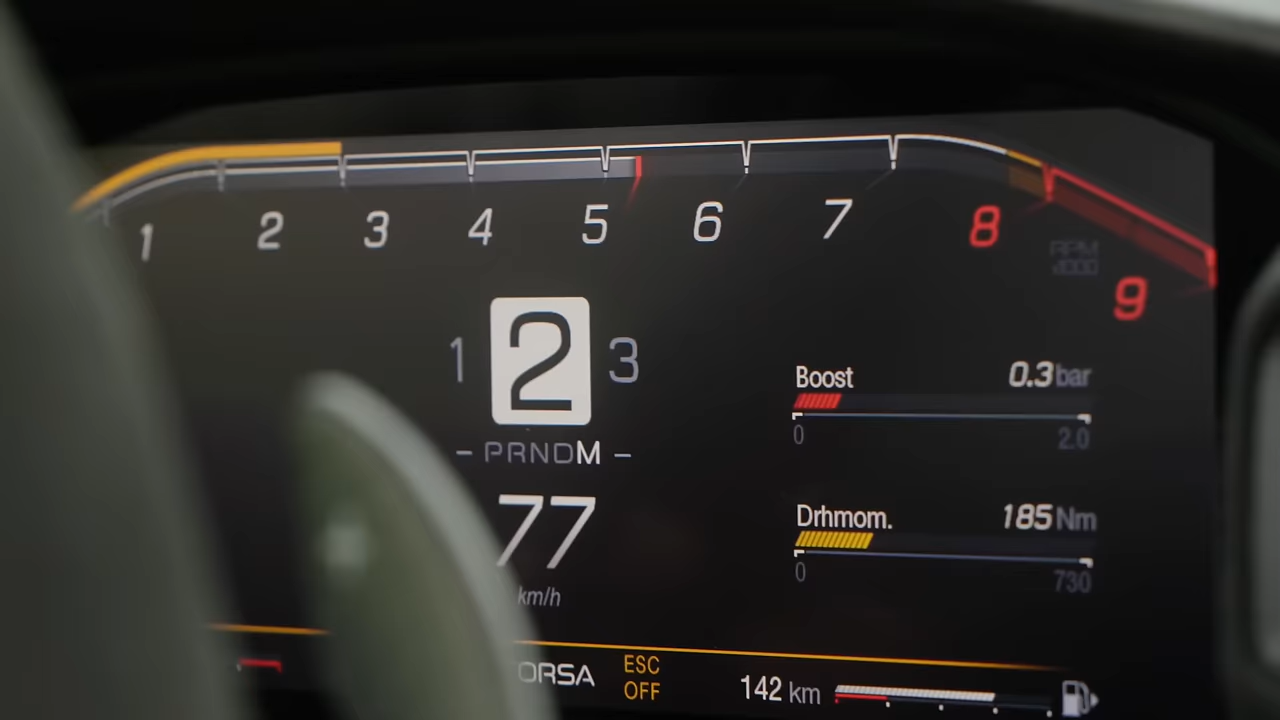 1 2 3 4 5 6 7 8
RPM
9
1 2 3
Boost 0.3 bar
0 2.0
– PRNDM –
77
Drhmom. 185 Nm
0 730
km/h
ORSA
ESC
OFF
142 km